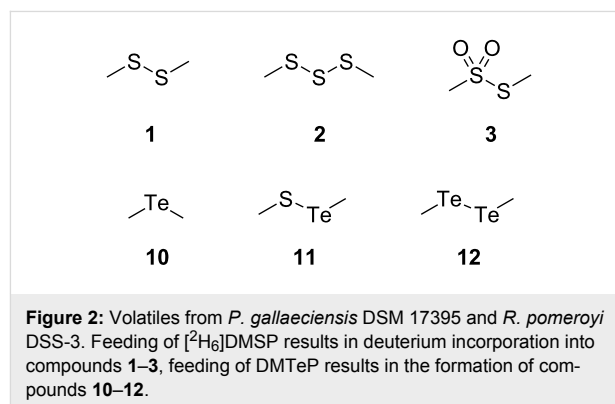 S S
S S S
O O
S S
1 2 3
Te S Te Te Te
10 11 12
Figure 2: Volatiles from P. gallaeciensis DSM 17395 and R. pomeroyi
DSS-3. Feeding of [²H₆]DMSP results in deuterium incorporation into
compounds 1–3, feeding of DMTeP results in the formation of com-
pounds 10–12.